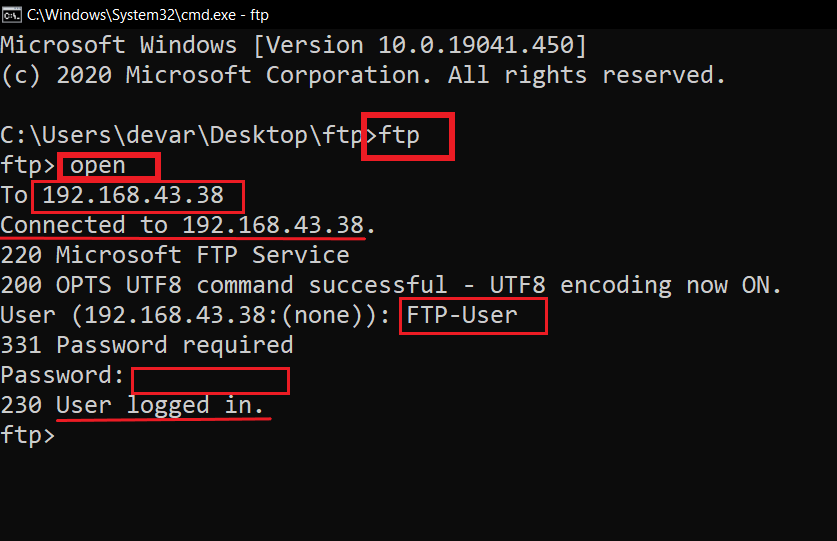 C:\Windows\System32\cmd.exe - ftp
Microsoft Windows [Version 10.0.19041.450]
(c) 2020 Microsoft Corporation. All rights reserved.
C:\Users\devar\Desktop\ftp>ftp
ftp> open
To 192.168.43.38
Connected to 192.168.43.38.
220 Microsoft FTP Service
200 OPTS UTF8 command successful - UTF8 encoding now ON.
User (192.168.43.38:(none)): FTP-User
331 Password required
Password:
230 User logged in.
ftp>